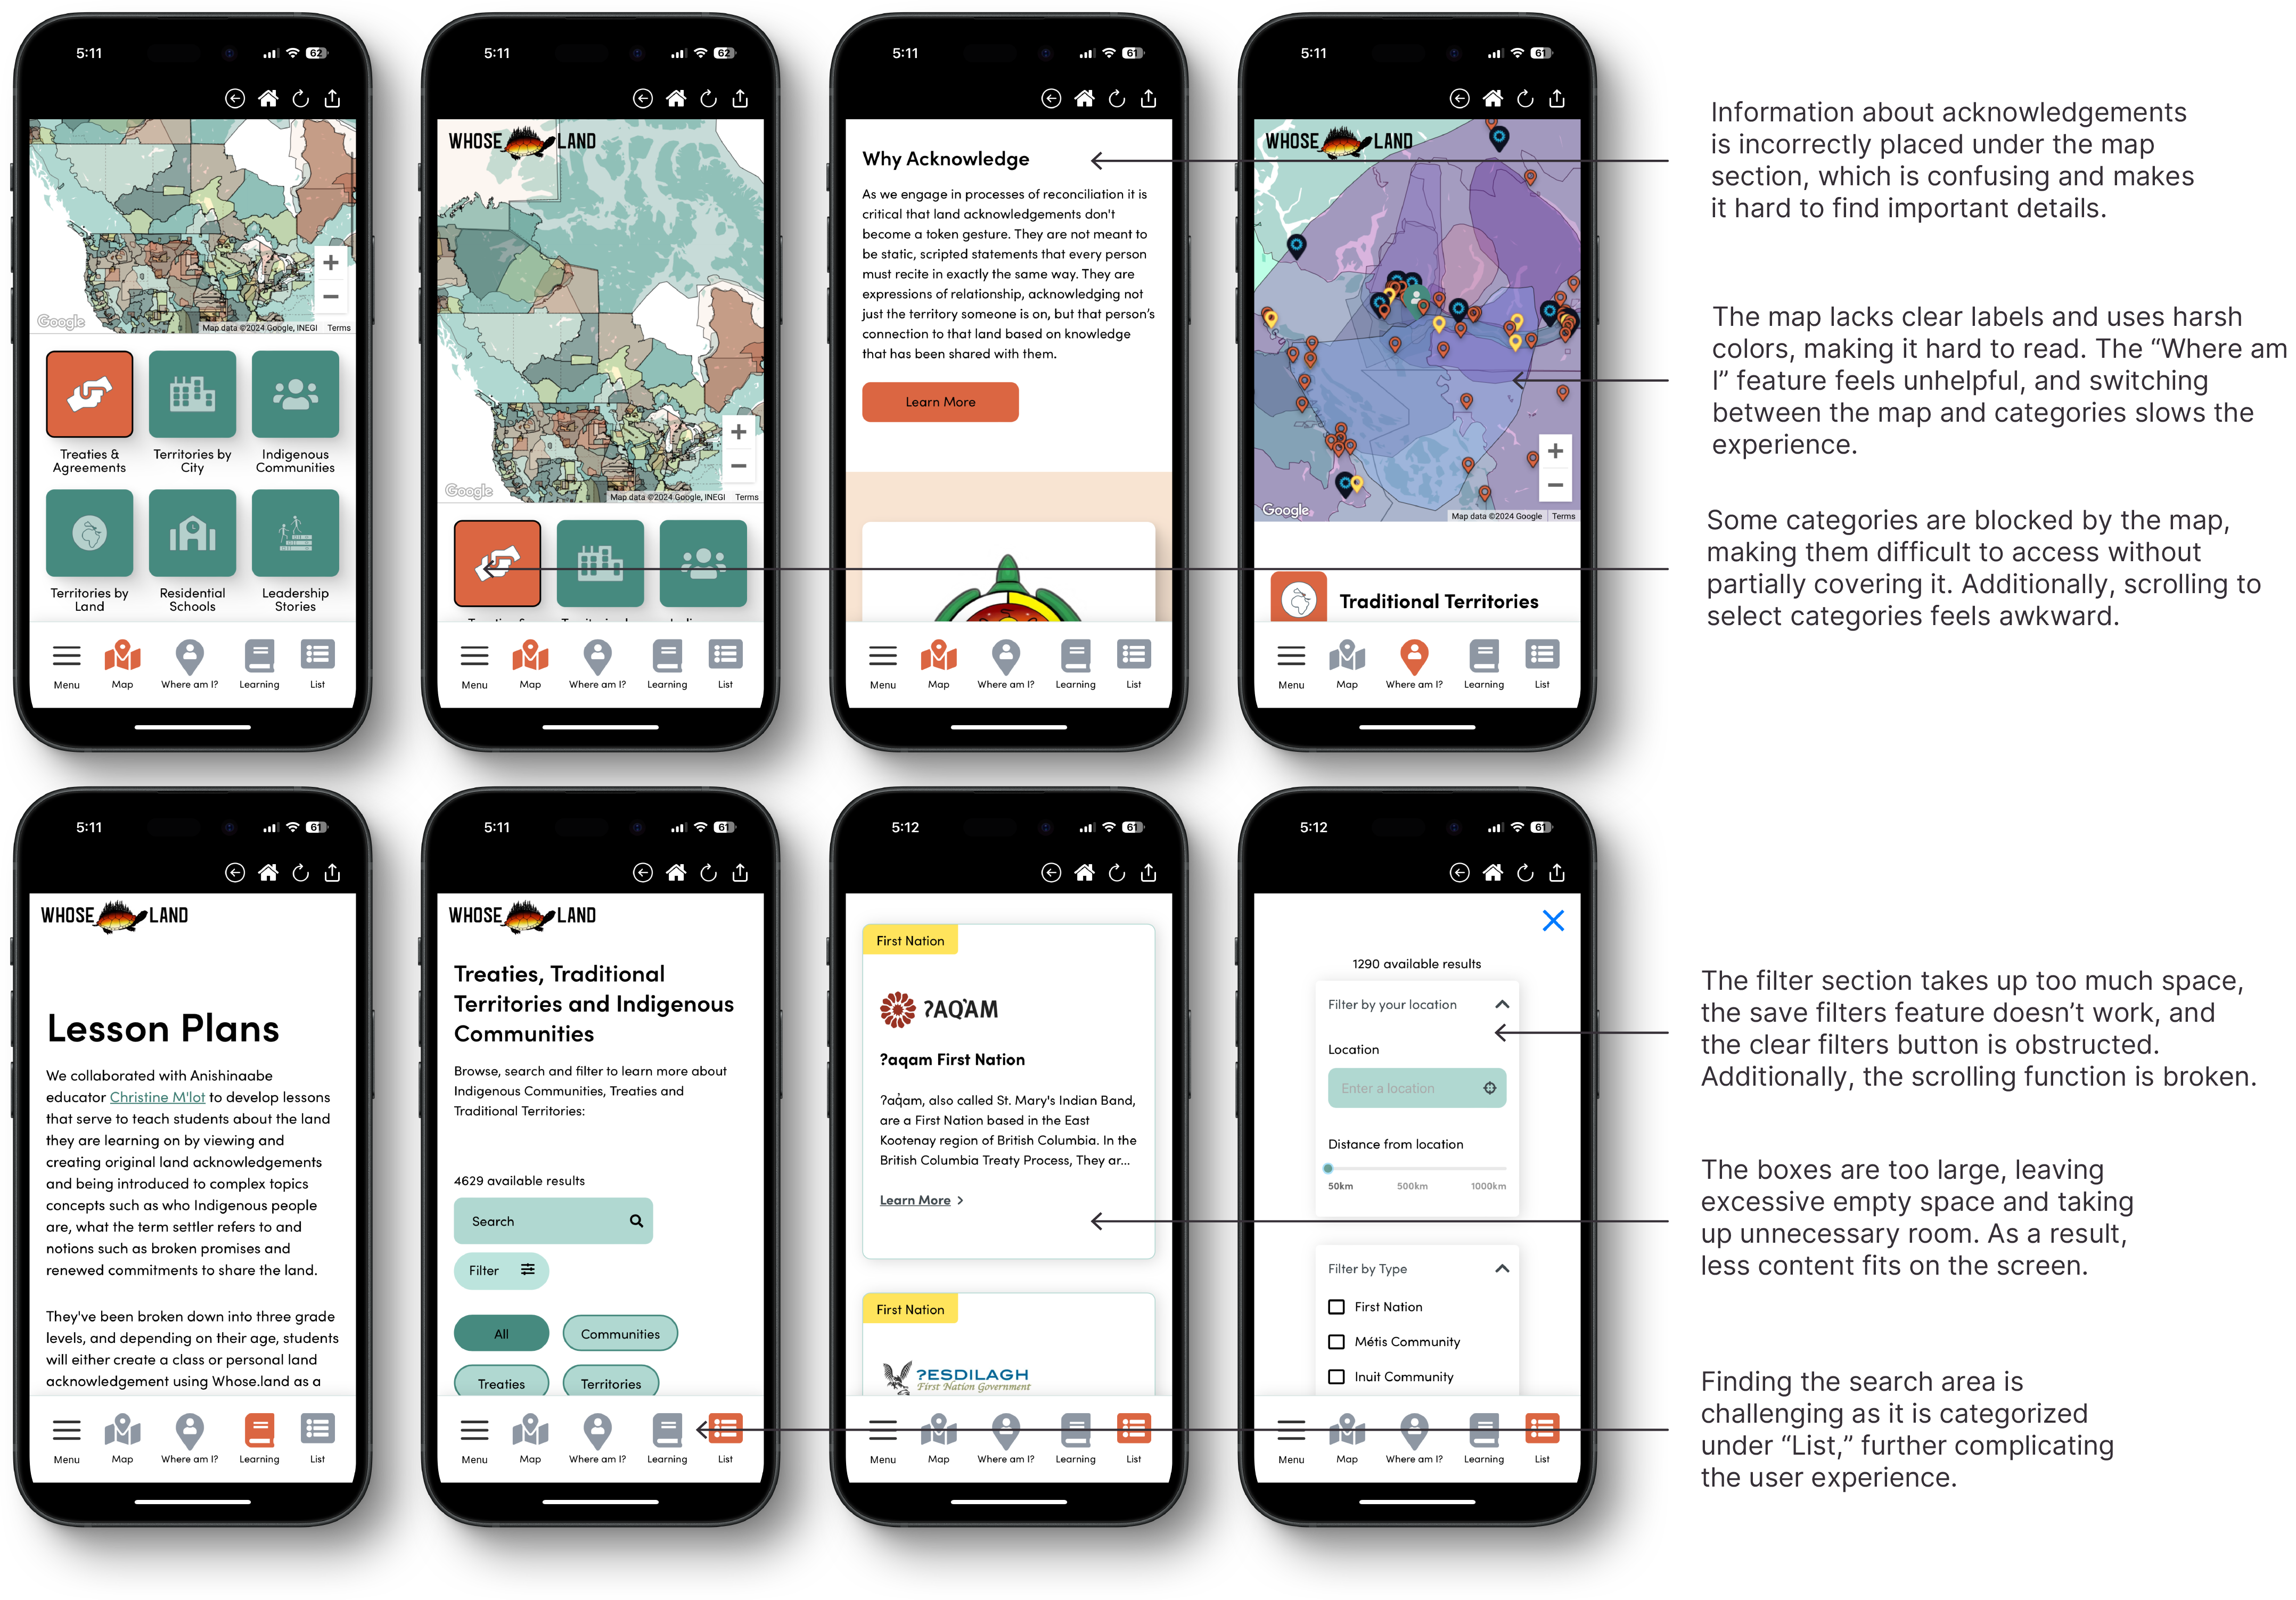 5:11
62
Google
Map data ©2024 Google, INEGI Terms
Treaties &
Agreements
Territories by
City
Indigenous
Communities
Territories by
Land
Residential
Schools
Leadership
Stories
Menu
Map
Where am I?
Learning
List
5:11
62
WHOSE LAND
Google
Map data ©2024 Google, INEGI Terms
Menu
Map
Where am I?
Learning
List
5:11
61
Why Acknowledge
As we engage in processes of reconciliation it is
critical that land acknowledgements don't
become a token gesture. They are not meant to
be static, scripted statements that every person
must recite in exactly the same way. They are
expressions of relationship, acknowledging not
just the territory someone is on, but that person's
connection to that land based on knowledge
that has been shared with them.
Learn More
Menu
Map
Where am I?
Learning
List
5:11
61
WHOSE LAND
Google
Map data ©2024 Google Terms
Traditional Territories
Menu
Map
Where am I?
Learning
List
Information about acknowledgements
is incorrectly placed under the map
section, which is confusing and makes
it hard to find important details.
The map lacks clear labels and uses harsh
colors, making it hard to read. The “Where am
I” feature feels unhelpful, and switching
between the map and categories slows the
experience.
Some categories are blocked by the map,
making them difficult to access without
partially covering it. Additionally, scrolling to
select categories feels awkward.
5:11
61
WHOSE LAND
Lesson Plans
We collaborated with Anishinaabe
educator Christine M'lot to develop lessons
that serve to teach students about the land
they are learning on by viewing and
creating original land acknowledgements
and being introduced to complex topics
concepts such as who Indigenous people
are, what the term settler refers to and
notions such as broken promises and
renewed commitments to share the land.
They've been broken down into three grade
levels, and depending on their age, students
will either create a class or personal land
acknowledgement using Whose.land as a
Menu
Map
Where am I?
Learning
List
5:11
61
WHOSE LAND
Treaties, Traditional
Territories and Indigenous
Communities
Browse, search and filter to learn more about
Indigenous Communities, Treaties and
Traditional Territories:
4629 available results
Search
Filter
All
Communities
Treaties
Territories
Menu
Map
Where am I?
Learning
List
5:12
61
First Nation
ʔAQ̓AM
?aqam First Nation
?aq̓am, also called St. Mary's Indian Band,
are a First Nation based in the East
Kootenay region of British Columbia. In the
British Columbia Treaty Process, They ar...
Learn More >
First Nation
?ESDILAGH
First Nation Government
Menu
Map
Where am I?
Learning
List
5:12
61
1290 available results
Filter by your location
Location
Enter a location
Distance from location
50km 500km 1000km
Filter by Type
First Nation
Métis Community
Inuit Community
Menu
Map
Where am I?
Learning
List
The filter section takes up too much space,
the save filters feature doesn’t work, and
the clear filters button is obstructed.
Additionally, the scrolling function is broken.
The boxes are too large, leaving
excessive empty space and taking
up unnecessary room. As a result,
less content fits on the screen.
Finding the search area is
challenging as it is categorized
under “List,” further complicating
the user experience.